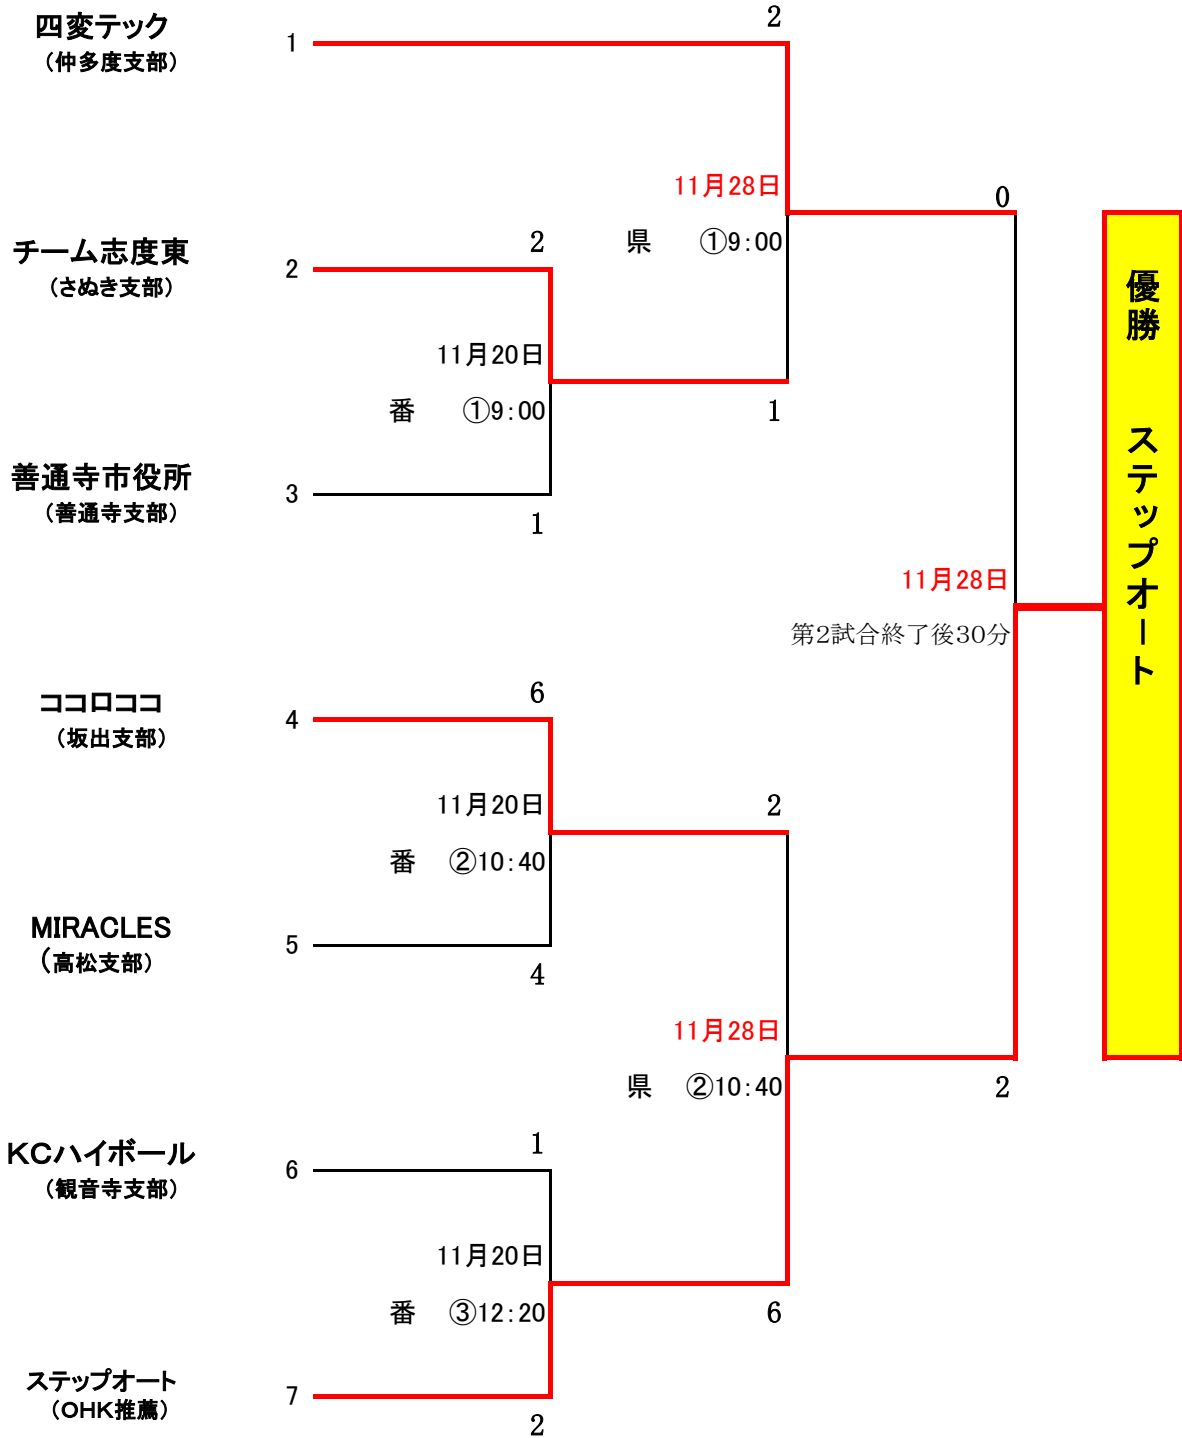 四変テック
（仲多度支部）
1
2
11月28日
県 ①9：00
0
チーム志度東
（さぬき支部）
2
2
11月20日
番 ①9：00
1
善通寺市役所
（善通寺支部）
3
1
11月28日
第2試合終了後30分
優勝 ステップオート
ココロココ
（坂出支部）
4
6
11月20日
番 ②10：40
2
MIRACLES
（高松支部）
5
4
11月28日
県 ②10：40
2
KCハイボール
（観音寺支部）
6
1
11月20日
番 ③12：20
6
ステップオート
（OHK推薦）
7
2